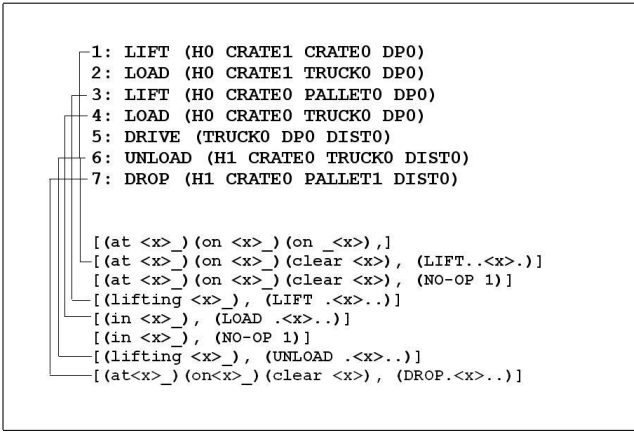 1: LIFT (H0 CRATE1 CRATE0 DP0)
2: LOAD (H0 CRATE1 TRUCK0 DP0)
3: LIFT (H0 CRATE0 PALLET0 DP0)
4: LOAD (H0 CRATE0 TRUCK0 DP0)
5: DRIVE (TRUCK0 DP0 DIST0)
6: UNLOAD (H1 CRATE0 TRUCK0 DIST0)
7: DROP (H1 CRATE0 PALLET1 DIST0)
[(at <x>_)(on <x>_)(on _<x>),]
[(at <x>_)(on <x>_)(clear <x>), (LIFT..<x>.)]
[(at <x>_)(on <x>_)(clear <x>), (NO-OP 1)]
[(lifting <x>_), (LIFT .<x>..)]
[(in <x>_), (LOAD .<x>..)]
[(in <x>_), (NO-OP 1)]
[(lifting <x>_), (UNLOAD .<x>..)]
[(at<x>_)(on<x>_)(clear <x>), (DROP.<x>..)]